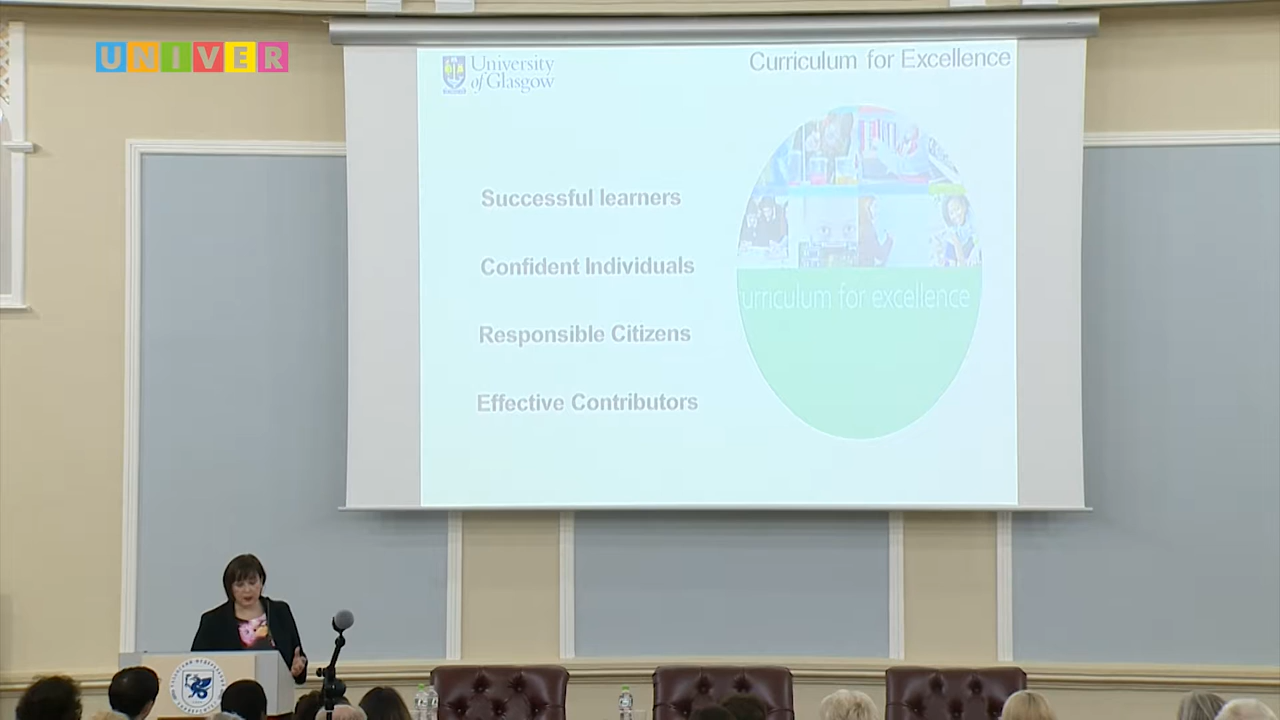 UNIVER
University
of Glasgow
Curriculum for Excellence
Successful learners
Confident Individuals
urriculum for excellence
Responsible Citizens
Effective Contributors